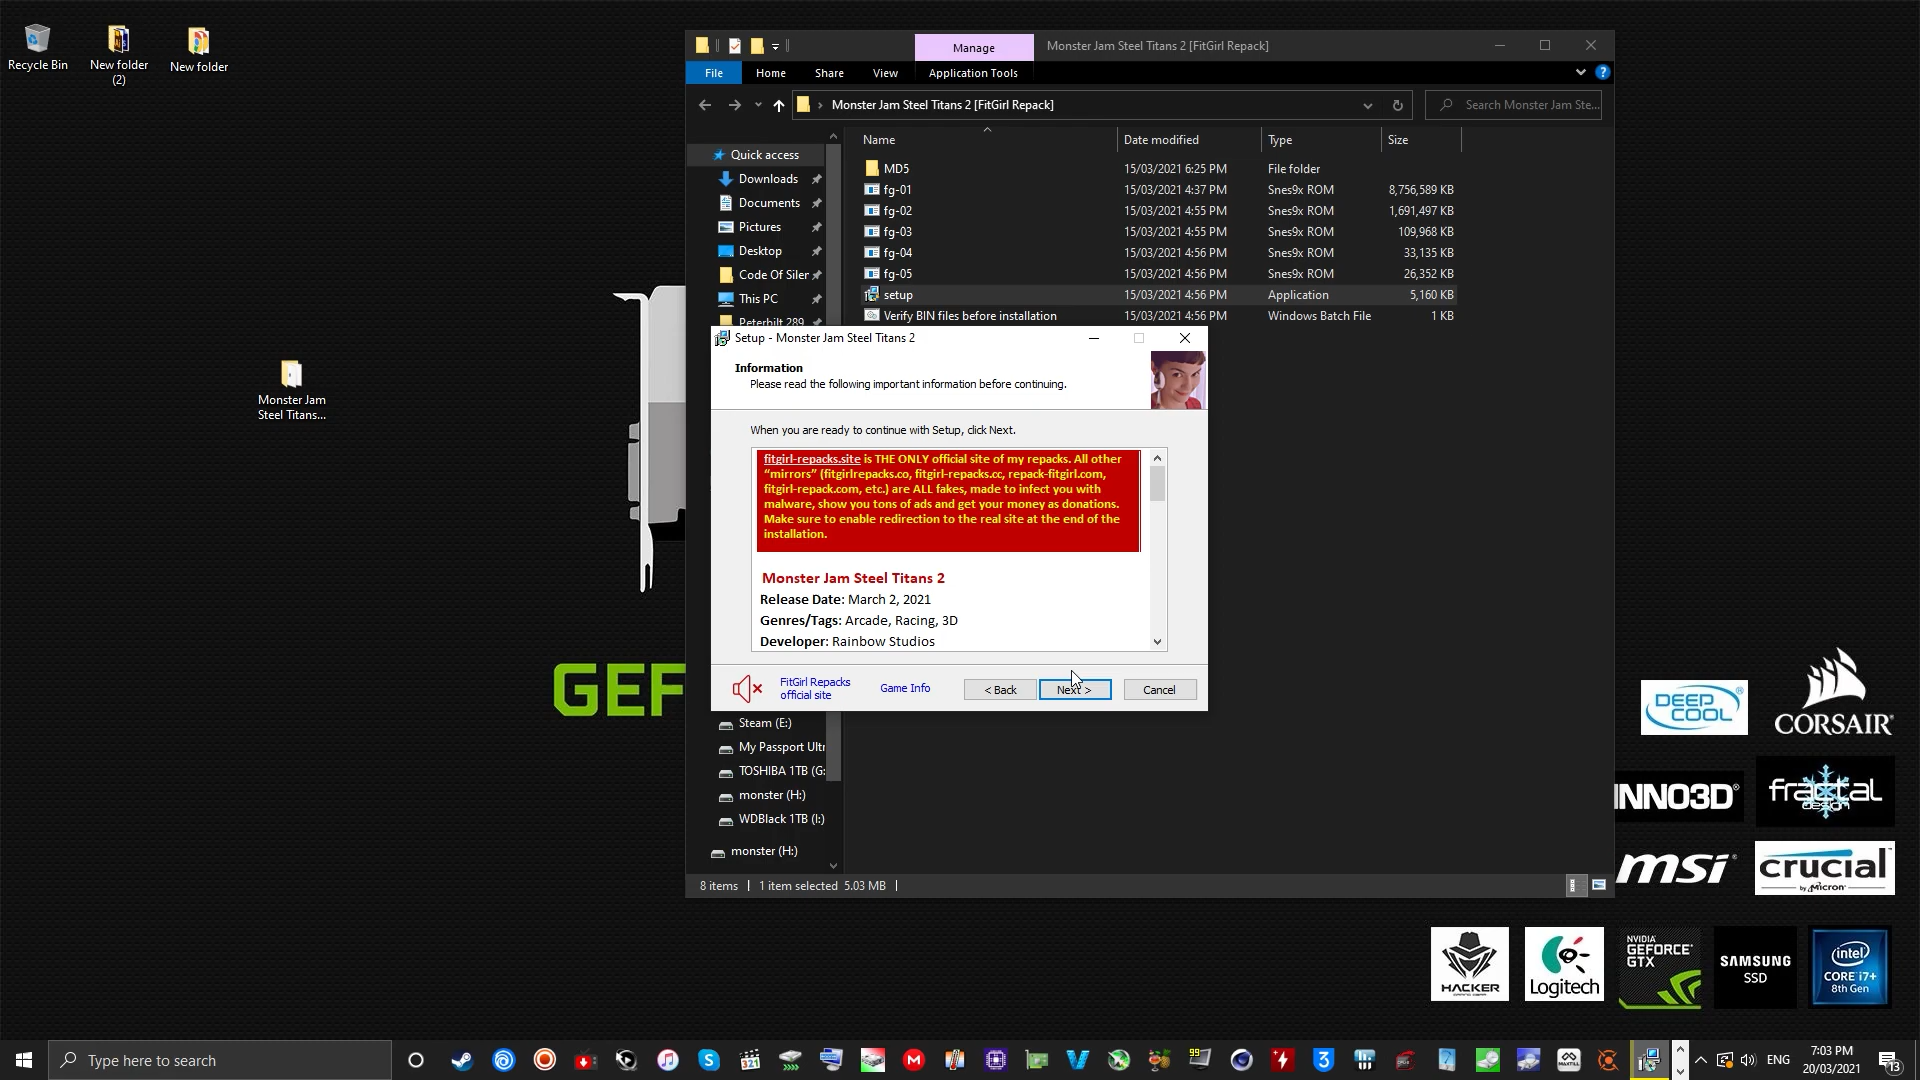 Recycle Bin
New folder
(2)
New folder
Monster Jam
Steel Titans...
Manage
Monster Jam Steel Titans 2 [FitGirl Repack]
File
Home
Share
View
Application Tools
Monster Jam Steel Titans 2 [FitGirl Repack]
Search Monster Jam Ste...
Name
Date modified
Type
Size
Quick access
Downloads
Documents
Pictures
Desktop
Code Of Siler
This PC
Peterbilt 289
MD5 15/03/2021 6:25 PM File folder
fg-01 15/03/2021 4:37 PM Snes9x ROM 8,756,589 KB
fg-02 15/03/2021 4:55 PM Snes9x ROM 1,691,497 KB
fg-03 15/03/2021 4:55 PM Snes9x ROM 109,968 KB
fg-04 15/03/2021 4:56 PM Snes9x ROM 33,135 KB
fg-05 15/03/2021 4:56 PM Snes9x ROM 26,352 KB
setup 15/03/2021 4:56 PM Application 5,160 KB
Verify BIN files before installation 15/03/2021 4:56 PM Windows Batch File 1 KB
Setup - Monster Jam Steel Titans 2
Information
Please read the following important information before continuing.
When you are ready to continue with Setup, click Next.
fitgirl-repacks.site is THE ONLY official site of my repacks. All other
“mirrors” (fitgirlrepacks.co, fitgirl-repacks.cc, repack-fitgirl.com,
fitgirl-repack.com, etc.) are ALL fakes, made to infect you with
malware, show you tons of ads and get your money as donations.
Make sure to enable redirection to the real site at the end of the
installation.
Monster Jam Steel Titans 2
Release Date: March 2, 2021
Genres/Tags: Arcade, Racing, 3D
Developer: Rainbow Studios
FitGirl Repacks
official site
Game Info
< Back
Next >
Cancel
Steam (E:)
My Passport Ultr
TOSHIBA 1TB (G:
monster (H:)
WDBlack 1TB (I:)
monster (H:)
8 items
1 item selected 5.03 MB
GEF
DEEP
COOL
CORSAIR
INNO3D
fractal
design
msi
crucial
by Micron
HACKER
Logitech
NVIDIA
GEFORCE
GTX
SAMSUNG
SSD
intel
CORE i7+
8th Gen
Type here to search
ENG
7:03 PM
20/03/2021
13